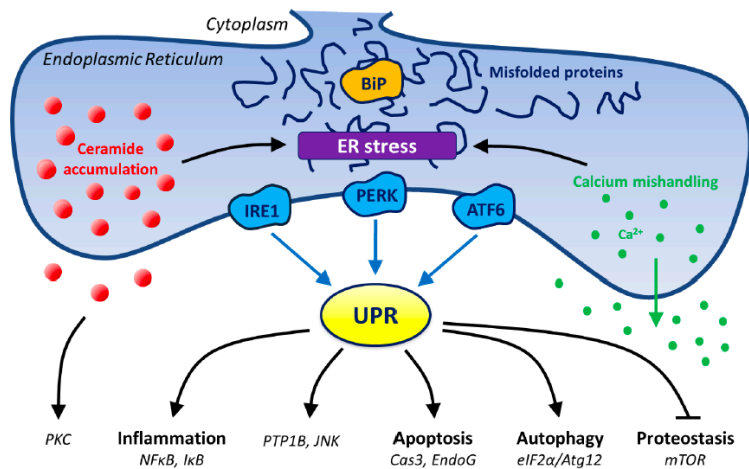 Cytoplasm
Endoplasmic Reticulum
BiP
Misfolded proteins
Ceramide
accumulation
ER stress
Calcium mishandling
Ca²⁺
IRE1
PERK
ATF6
UPR
PKC
Inflammation
NFκB, IκB
PTP1B, JNK
Apoptosis
Cas3, EndoG
Autophagy
eIF2α/Atg12
Proteostasis
mTOR